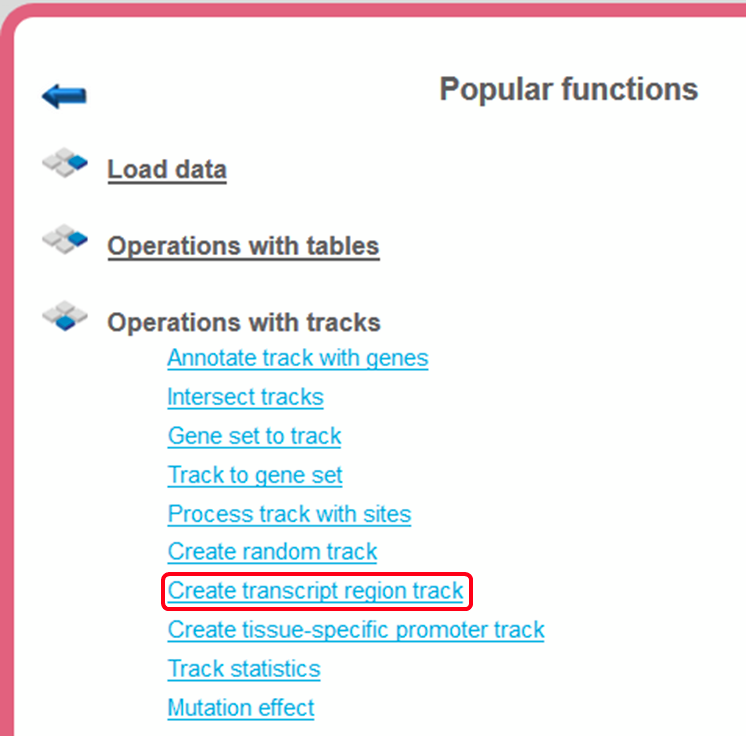 Popular functions
Load data
Operations with tables
Operations with tracks
Annotate track with genes
Intersect tracks
Gene set to track
Track to gene set
Process track with sites
Create random track
Create transcript region track
Create tissue-specific promoter track
Track statistics
Mutation effect